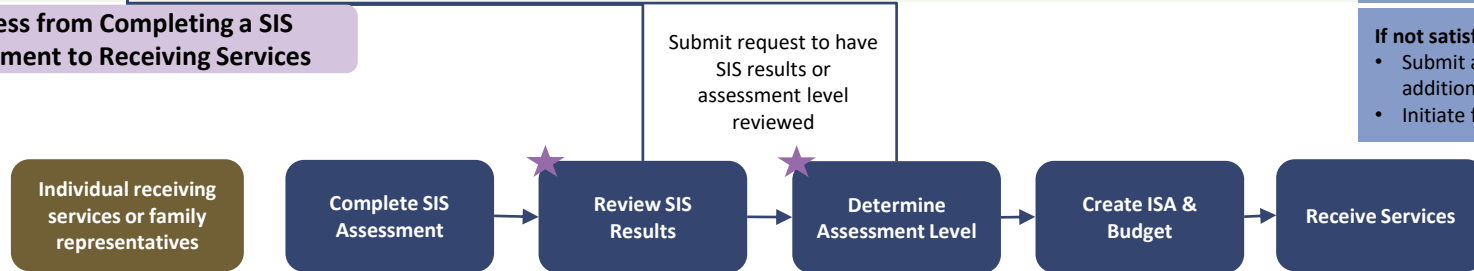 ess from Completing a SIS
ment to Receiving Services
Submit request to have
SIS results or
assessment level
reviewed
If not satisf
• Submit a
addition
• Initiate f
Individual receiving
services or family
representatives
Complete SIS
Assessment
Review SIS
Results
Determine
Assessment Level
Create ISA &
Budget
Receive Services